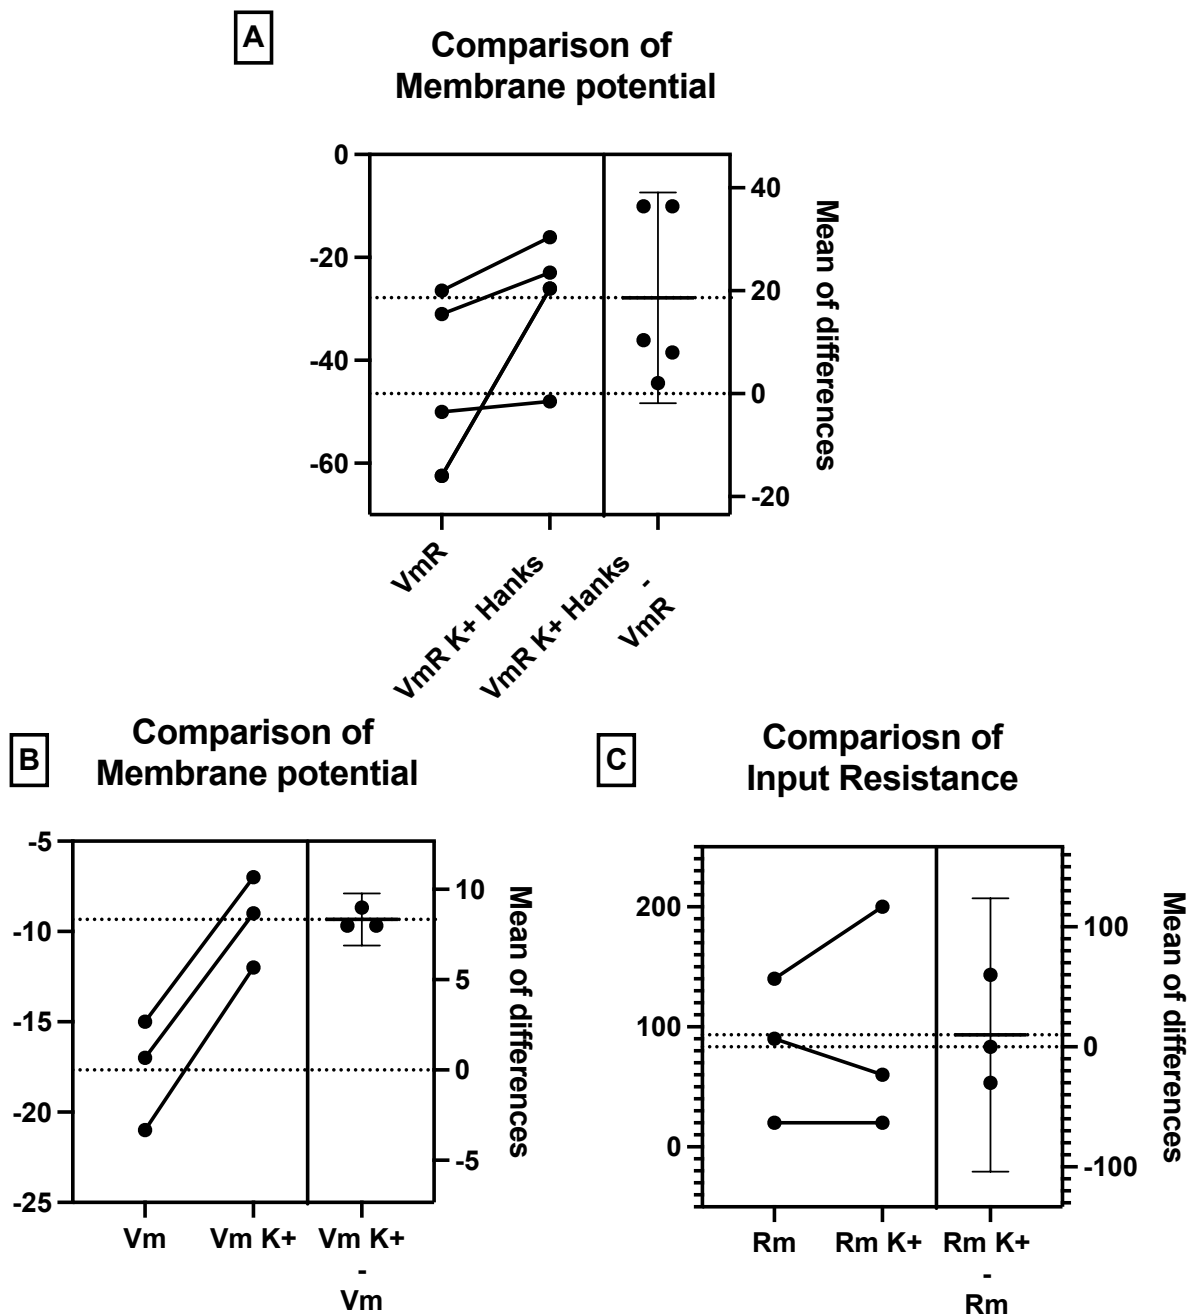 A
Comparison of
Membrane potential
0
-20
-40
-60
40
20
0
-20
Mean of differences
VmR
VmR K+ Hanks
VmR K+ Hanks
-
VmR
B
Comparison of
Membrane potential
-5
-10
-15
-20
-25
10
5
0
-5
Mean of differences
Vm
Vm K+
Vm K+
-
Vm
C
Compariosn of
Input Resistance
200
100
0
100
0
-100
Mean of differences
Rm
Rm K+
Rm K+
-
Rm